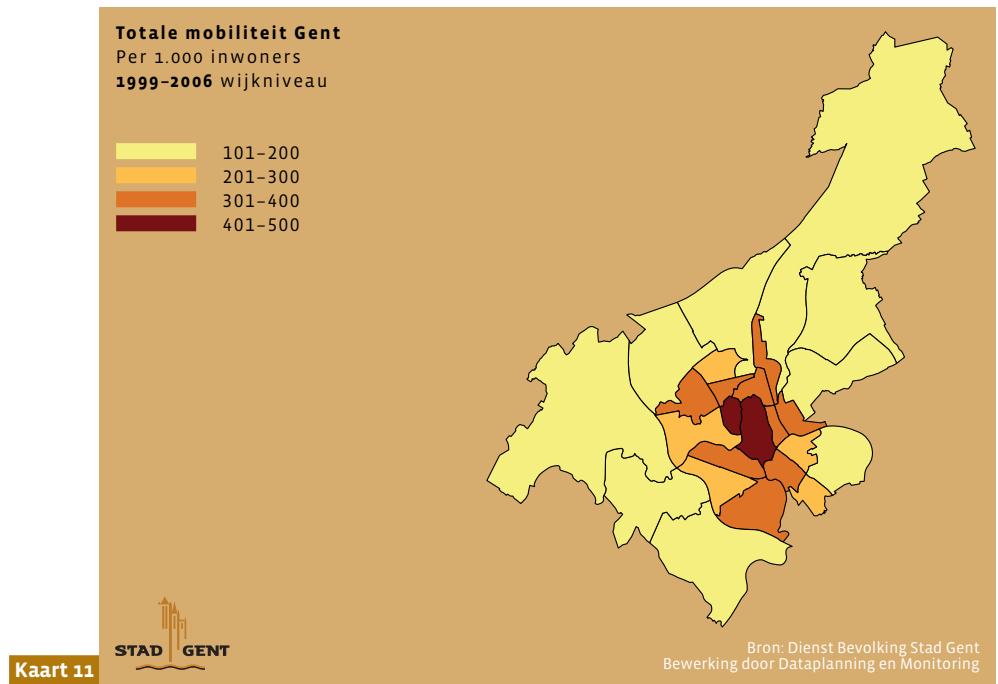 Totale mobiliteit Gent
Per 1.000 inwoners
1999–2006 wijkniveau
101–200
201–300
301–400
401–500
STAD GENT
Bron: Dienst Bevolking Stad Gent
Bewerking door Dataplanning en Monitoring
Kaart 11